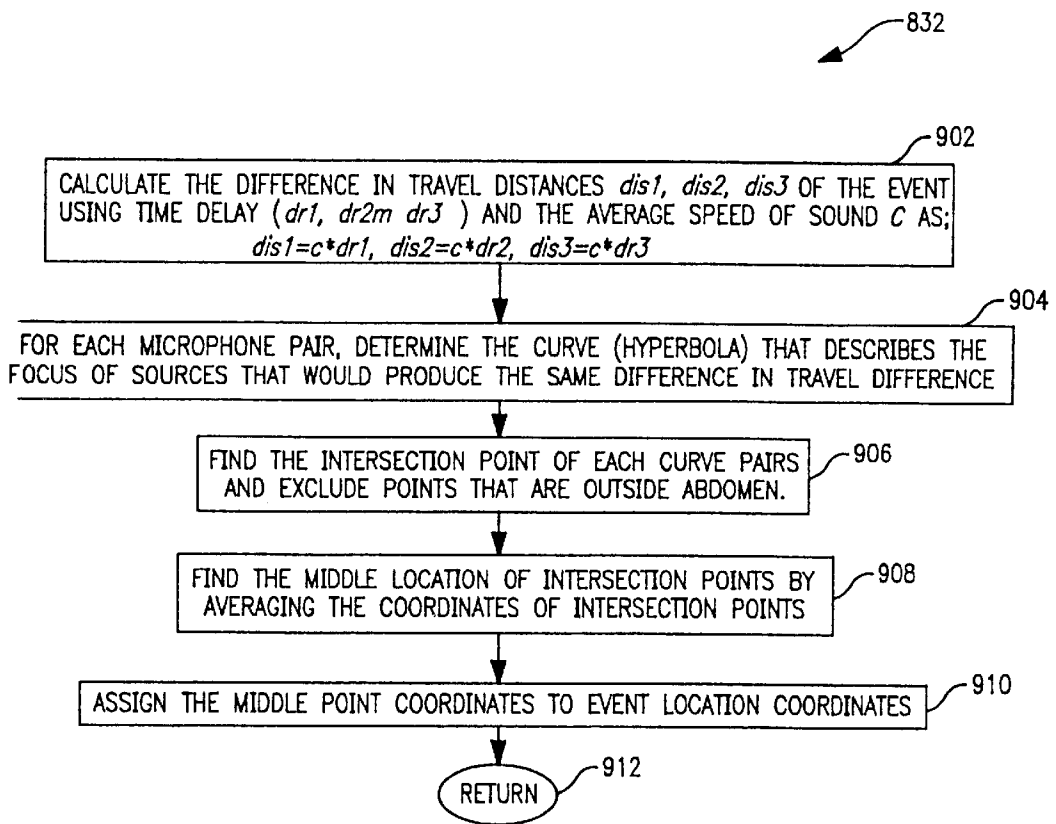 832
902
CALCULATE THE DIFFERENCE IN TRAVEL DISTANCES dis1, dis2, dis3 OF THE EVENT
USING TIME DELAY (dr1, dr2m dr3 ) AND THE AVERAGE SPEED OF SOUND C AS;
dis1=c*dr1, dis2=c*dr2, dis3=c*dr3
904
FOR EACH MICROPHONE PAIR, DETERMINE THE CURVE (HYPERBOLA) THAT DESCRIBES THE
FOCUS OF SOURCES THAT WOULD PRODUCE THE SAME DIFFERENCE IN TRAVEL DIFFERENCE
906
FIND THE INTERSECTION POINT OF EACH CURVE PAIRS
AND EXCLUDE POINTS THAT ARE OUTSIDE ABDOMEN.
908
FIND THE MIDDLE LOCATION OF INTERSECTION POINTS BY
AVERAGING THE COORDINATES OF INTERSECTION POINTS
910
ASSIGN THE MIDDLE POINT COORDINATES TO EVENT LOCATION COORDINATES
912
RETURN